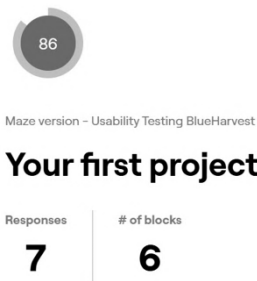 86
Maze version - Usability Testing BlueHarvest
Your first project
Responses # of blocks
7 6